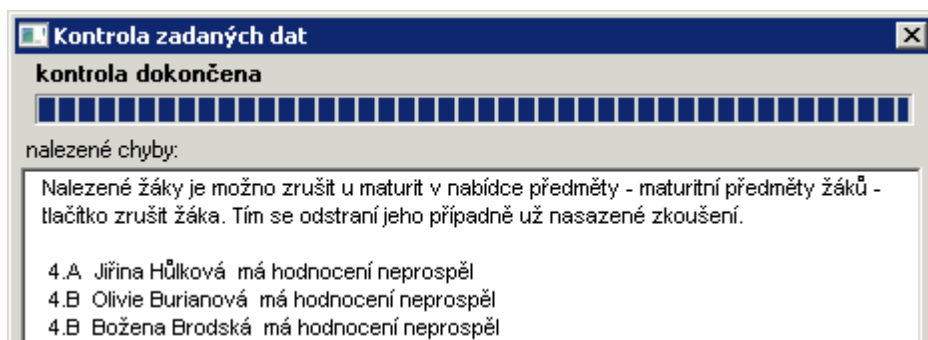 Kontrola zadaných dat
kontrola dokončena
nalezené chyby:
Nalezené žáky je možno zrušit u maturit v nabídce předměty - maturitní předměty žáků -
tlačítko zrušit žáka. Tím se odstraní jeho případně už nasazené zkoušení.
4.A Jiřina Hůlková má hodnocení neprospěl
4.B Olivie Burianová má hodnocení neprospěl
4.B Božena Brodská má hodnocení neprospěl